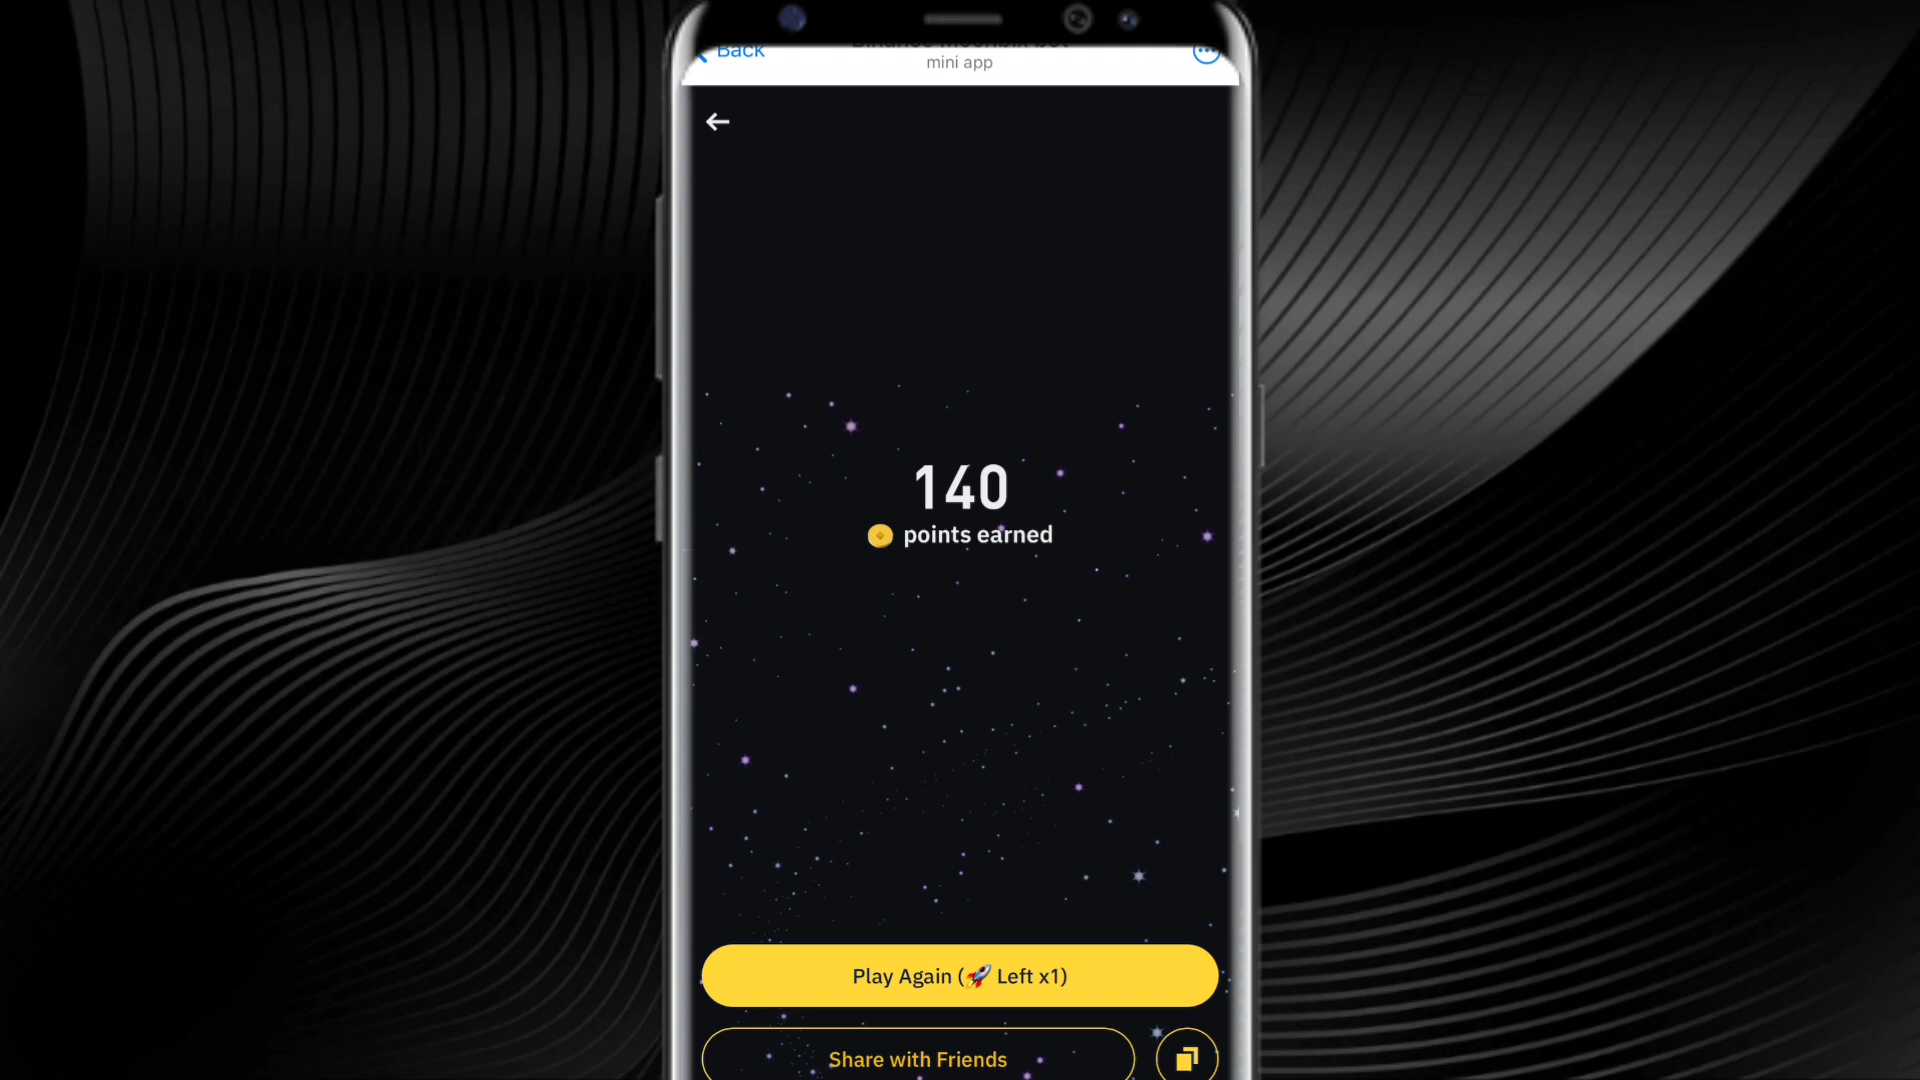 Back
mini app
140
points earned
Play Again (🚀 Left x1)
Share with Friends